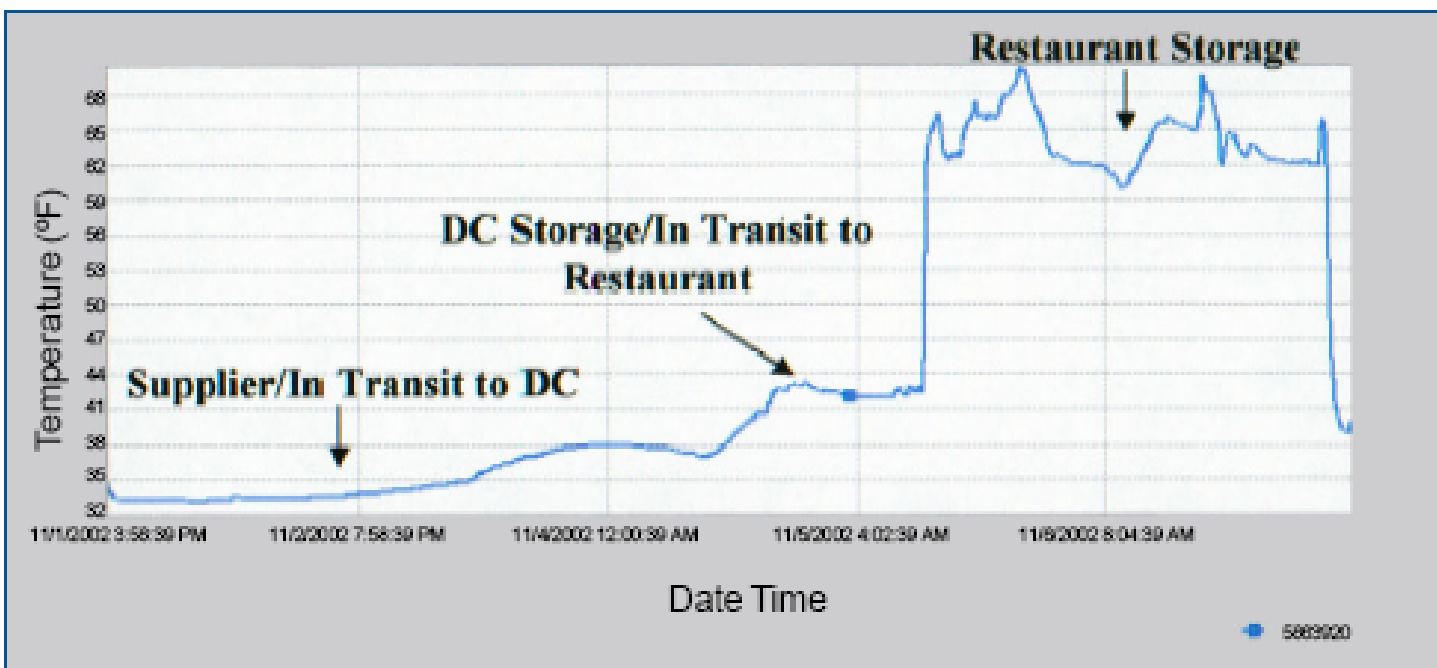 Restaurant Storage
68
65
62
59
56
53
50
47
44
41
38
35
32
Temperature (ºF)
DC Storage/In Transit to
Restaurant
Supplier/In Transit to DC
11/1/2002 3:56:39 PM
11/2/2002 7:58:39 PM
11/4/2002 12:00:39 AM
11/5/2002 4:02:39 AM
11/6/2002 8:04:39 AM
Date Time